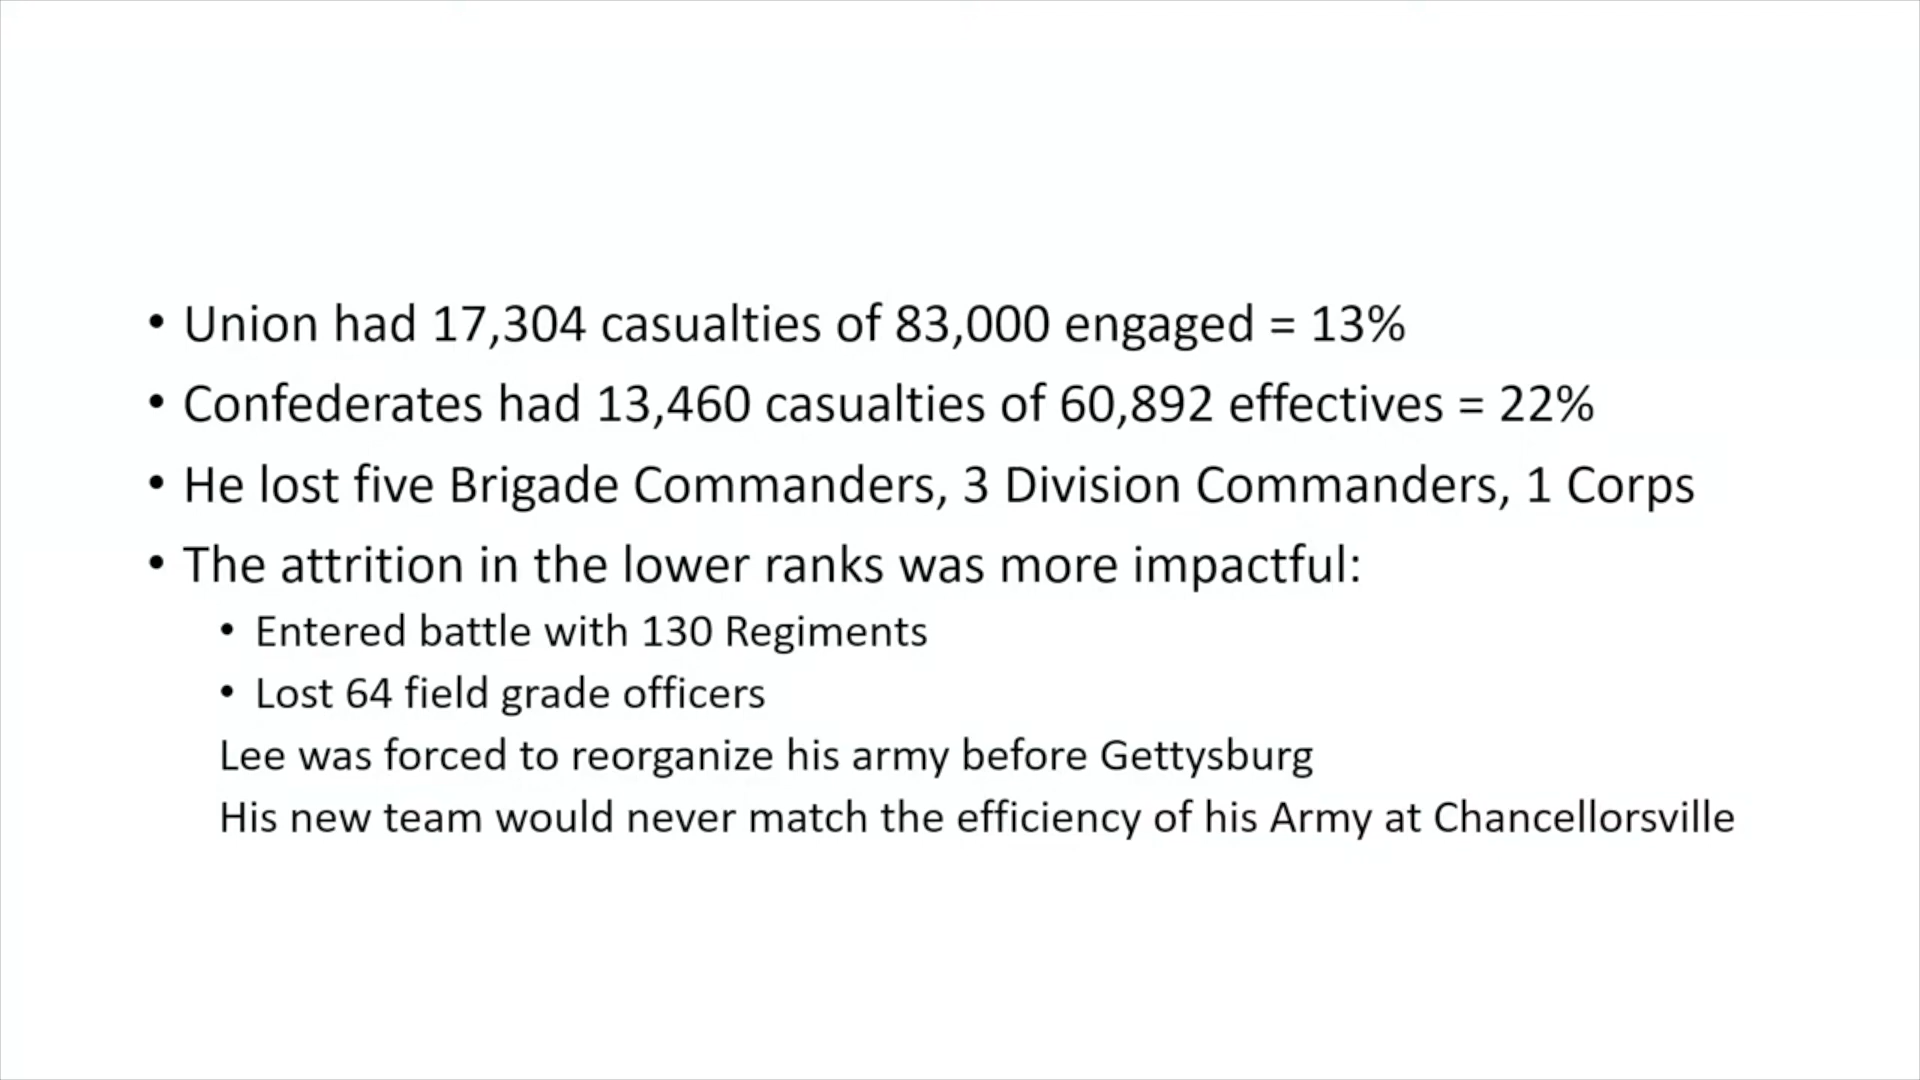 • Union had 17,304 casualties of 83,000 engaged = 13%
• Confederates had 13,460 casualties of 60,892 effectives = 22%
• He lost five Brigade Commanders, 3 Division Commanders, 1 Corps
• The attrition in the lower ranks was more impactful:
• Entered battle with 130 Regiments
• Lost 64 field grade officers
Lee was forced to reorganize his army before Gettysburg
His new team would never match the efficiency of his Army at Chancellorsville